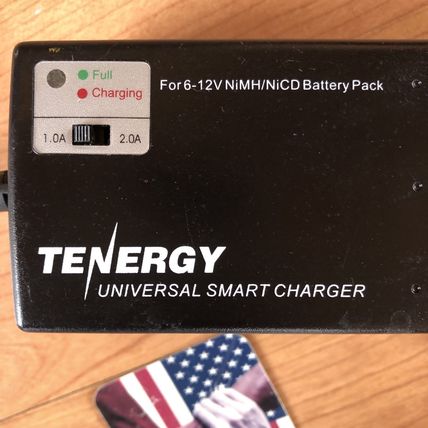 Full
Charging
1.0A 2.0A
For 6-12V NiMH/NiCD Battery Pack
TENERGY
UNIVERSAL SMART CHARGER